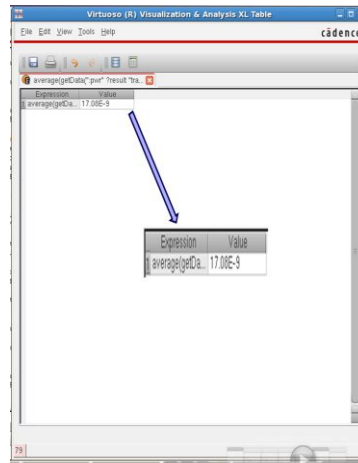 Virtuoso (R) Visualization & Analysis XL Table
File Edit View Tools Help
cādence
average(getData(":pwr" ?result "tra...
Expression Value
1 average(getDa... 17.08E-9
Expression Value
1 average(getDa... 17.08E-9
79